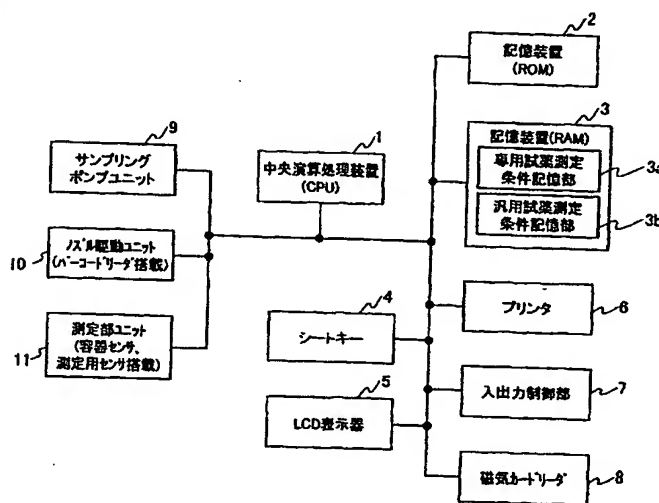 2
記憶装置
(ROM)
3
記憶装置(RAM)
専用試薬測定
条件記憶部
3a
汎用試薬測定
条件記憶部
3b
9
サンプリング
ポンプユニット
1
中央演算処理装置
(CPU)
ノズル駆動ユニット
(バーコードリーダ搭載)
10
4
シートキー
プリンタ
6
測定部ユニット
(容器センサ、
測定用センサ搭載)
11
5
LCD表示器
入出力制御部
7
磁気カードリーダ
8